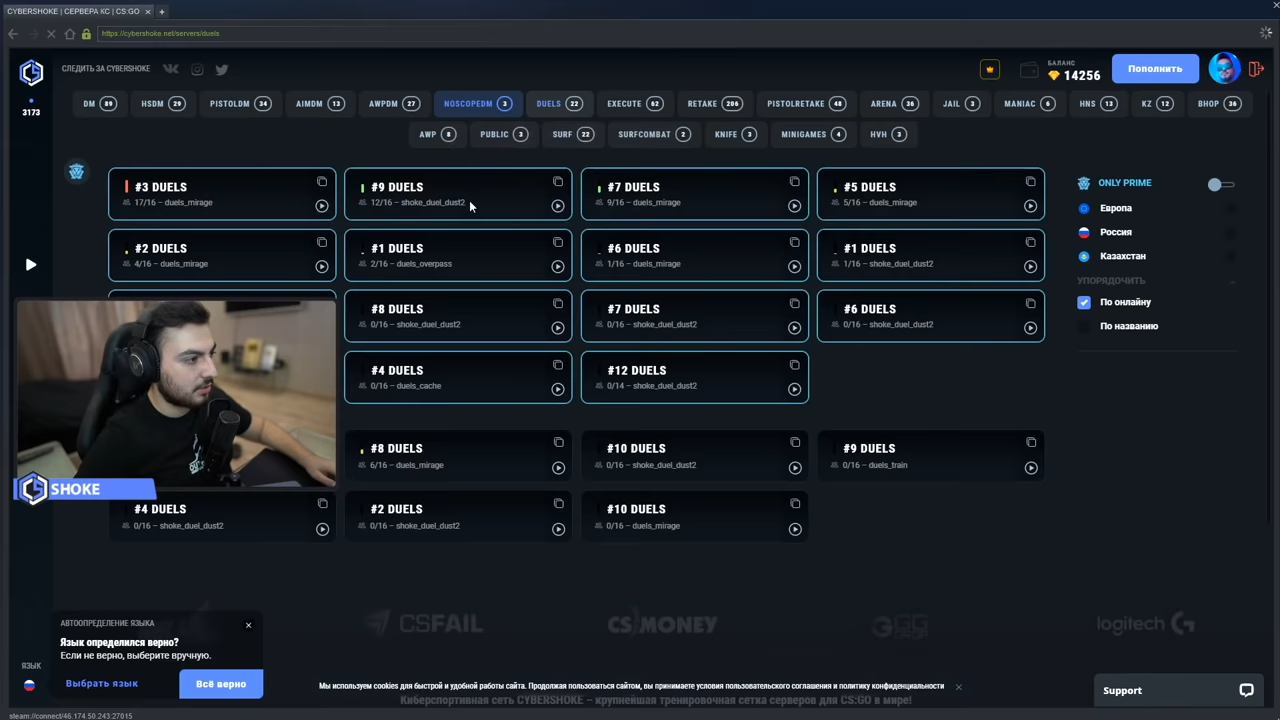 CYBERSHOKE | СЕРВЕРА КС | CS:GO
https://cybershoke.net/servers/duels
СЛЕДИТЬ ЗА CYBERSHOKE
БАЛАНС
14256
Пополнить
3173
DM 89
HSDM 29
PISTOLDM 34
AIMDM 13
AWPDM 27
NOSCOPEDM 3
DUELS 22
EXECUTE 62
RETAKE 206
PISTOLRETAKE 48
ARENA 36
JAIL 3
MANIAC 6
HNS 13
KZ 12
BHOP 36
AWP 8
PUBLIC 3
SURF 22
SURFCOMBAT 2
KNIFE 3
MINIGAMES 4
HVH 3
#3 DUELS
17/16 – duels_mirage
#9 DUELS
12/16 – shoke_duel_dust2
#7 DUELS
9/16 – duels_mirage
#5 DUELS
5/16 – duels_mirage
#2 DUELS
4/16 – duels_mirage
#1 DUELS
2/16 – duels_overpass
#6 DUELS
1/16 – duels_mirage
#1 DUELS
1/16 – shoke_duel_dust2
#8 DUELS
0/16 – shoke_duel_dust2
#7 DUELS
0/16 – shoke_duel_dust2
#6 DUELS
0/16 – shoke_duel_dust2
#4 DUELS
0/16 – duels_cache
#12 DUELS
0/14 – shoke_duel_dust2
#8 DUELS
6/16 – duels_mirage
#10 DUELS
0/16 – shoke_duel_dust2
#9 DUELS
0/16 – duels_train
#4 DUELS
0/16 – shoke_duel_dust2
#2 DUELS
0/16 – shoke_duel_dust2
#10 DUELS
0/16 – duels_mirage
ONLY PRIME
Европа
Россия
Казахстан
УПОРЯДОЧИТЬ
По онлайну
По названию
SHOKE
CSFAIL
CS MONEY
logitech G
АВТООПРЕДЕЛЕНИЕ ЯЗЫКА
Язык определился верно?
Если не верно, выберите вручную.
Выбрать язык
Всё верно
ЯЗЫК
Мы используем cookies для быстрой и удобной работы сайта. Продолжая пользоваться сайтом, вы принимаете условия пользовательского соглашения и политику конфиденциальности
Киберспортивная сеть CYBERSHOKE – крупнейшая тренировочная сетка серверов для CS:GO в мире!
Support
steam://connect/46.174.50.243:27015